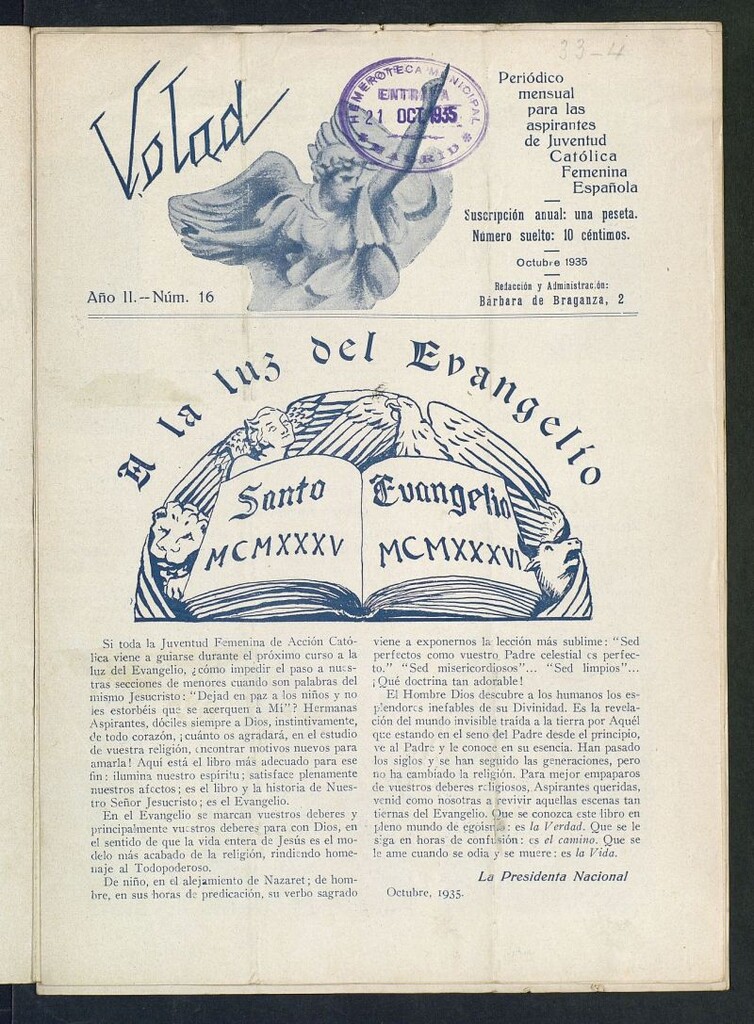 33-4
Volad
HEMEROTECA MUNICIPAL
ENTRADA
21 OCT 1935
MADRID
Periódico
mensual
para las
aspirantes
de Juventud
Católica
Femenina
Española
Suscripción anual: una peseta.
Número suelto: 10 céntimos.
Octubre 1935
Redacción y Administración:
Bárbara de Braganza, 2
Año II.--Núm. 16
A la luz del Evangelio
Santo Evangelio
MCMXXXV MCMXXXVI
Si toda la Juventud Femenina de Acción Cató-
lica viene a guiarse durante el próximo curso a la
luz del Evangelio, ¿cómo impedir el paso a nues-
tras secciones de menores cuando son palabras del
mismo Jesucristo: "Dejad en paz a los niños y no
les estorbéis que se acerquen a Mí"? Hermanas
Aspirantes, dóciles siempre a Dios, instintivamente,
de todo corazón, ¡cuánto os agradará, en el estudio
de vuestra religión, encontrar motivos nuevos para
amarla! Aquí está el libro más adecuado para ese
fin: ilumina nuestro espíritu; satisface plenamente
nuestros afectos; es el libro y la historia de Nues-
tro Señor Jesucristo; es el Evangelio.
En el Evangelio se marcan vuestros deberes y
principalmente vuestros deberes para con Dios, en
el sentido de que la vida entera de Jesús es el mo-
delo más acabado de la religión, rindiendo home-
naje al Todopoderoso.
De niño, en el alejamiento de Nazaret; de hom-
bre, en sus horas de predicación, su verbo sagrado
viene a exponernos la lección más sublime: "Sed
perfectos como vuestro Padre celestial es perfec-
to." "Sed misericordiosos"... "Sed limpios"...
¡Qué doctrina tan adorable!
El Hombre Dios descubre a los humanos los es-
plendores inefables de su Divinidad. Es la revela-
ción del mundo invisible traída a la tierra por Aquél
que estando en el seno del Padre desde el principio,
ve al Padre y le conoce en su esencia. Han pasado
los siglos y se han seguido las generaciones, pero
no ha cambiado la religión. Para mejor empaparos
de vuestros deberes religiosos, Aspirantes queridas,
venid como nosotras a revivir aquellas escenas tan
tiernas del Evangelio. Que se conozca este libro en
pleno mundo de egoísmo: es la Verdad. Que se le
siga en horas de confusión: es el camino. Que se
le ame cuando se odia y se muere: es la Vida.
La Presidenta Nacional
Octubre, 1935.